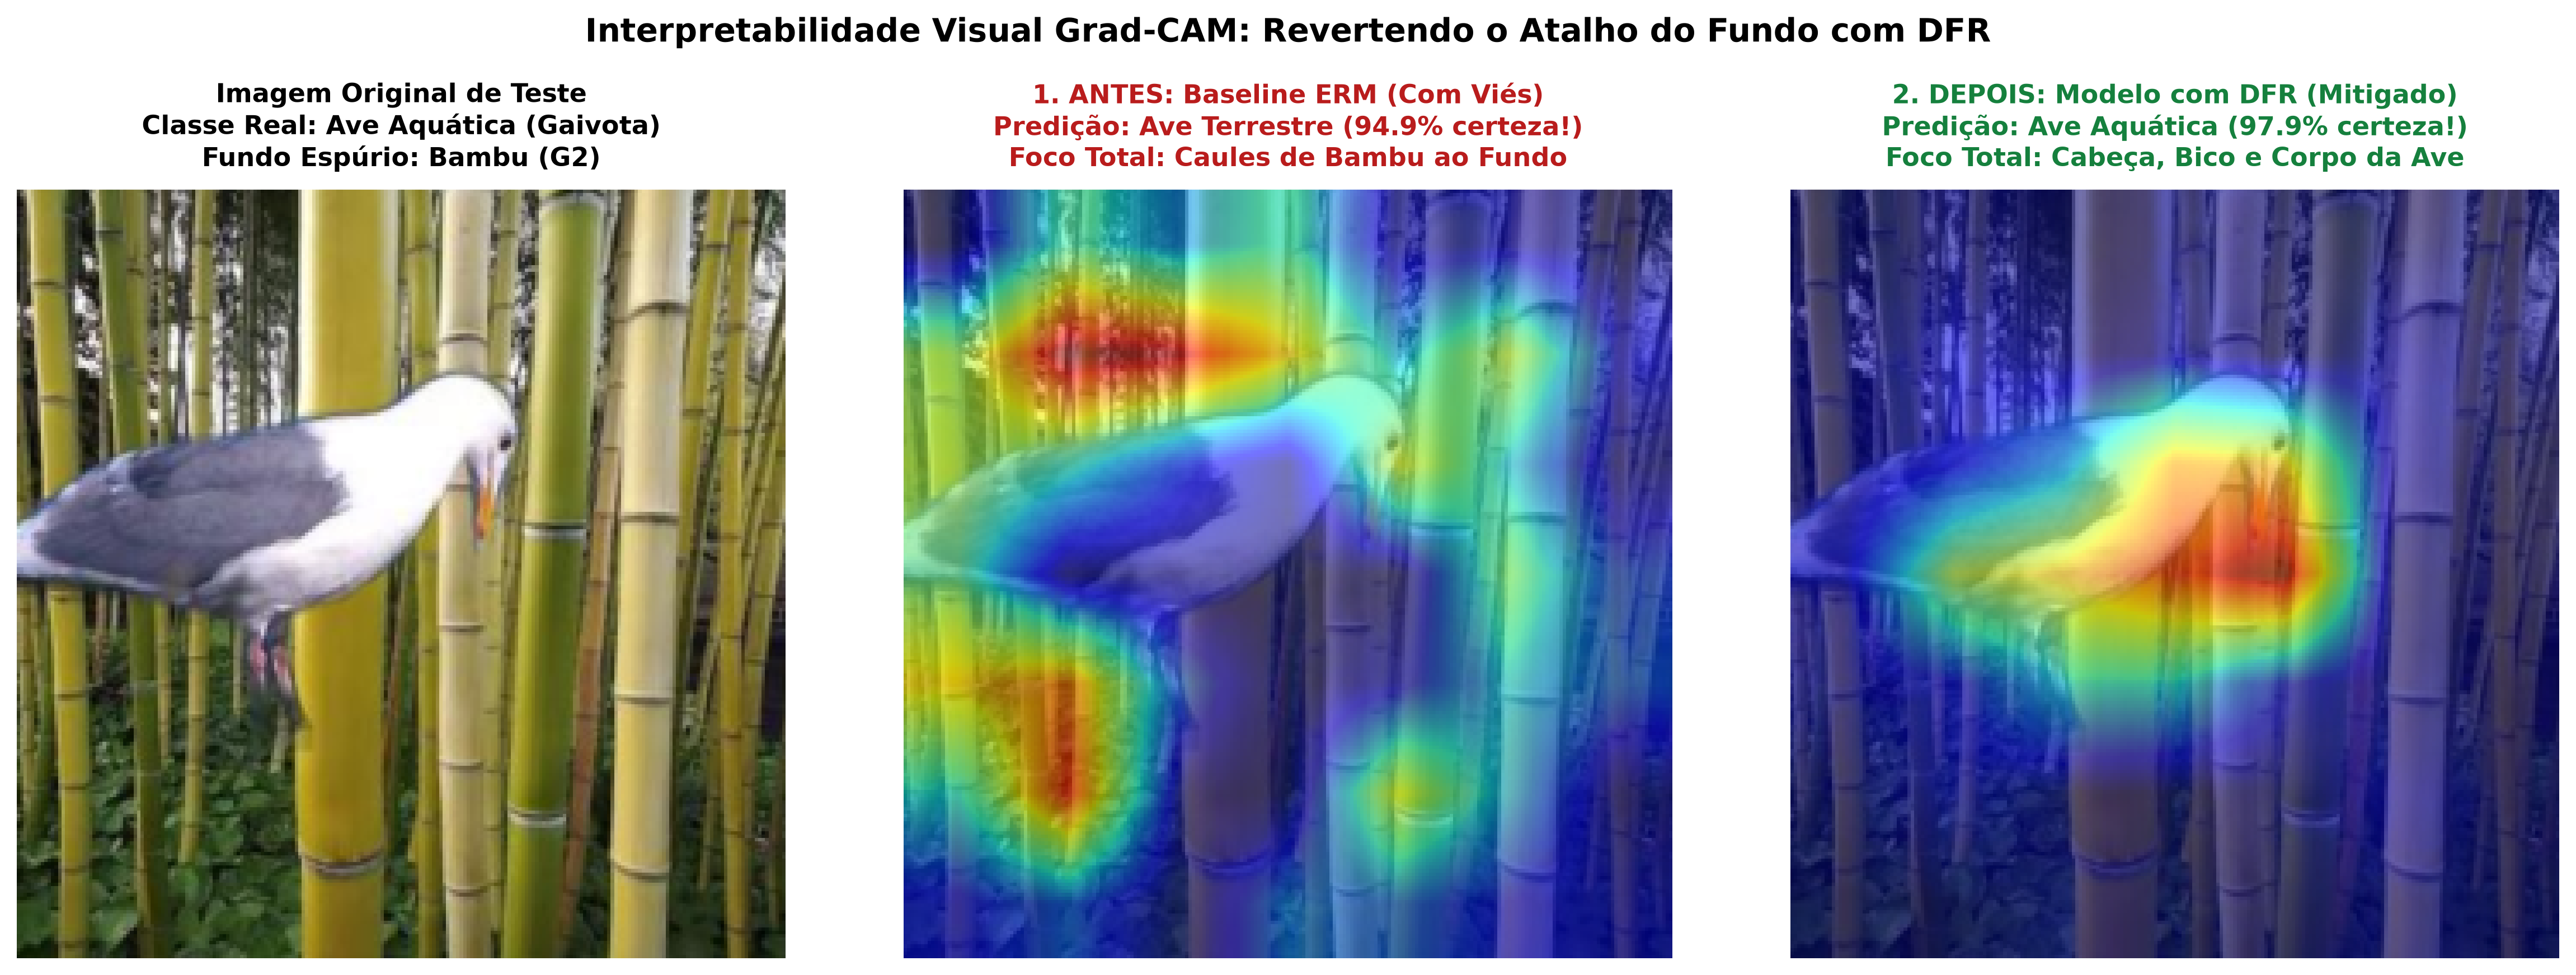 Interpretabilidade Visual Grad-CAM: Revertendo o Atalho do Fundo com DFR
Imagem Original de Teste
Classe Real: Ave Aquática (Gaivota)
Fundo Espúrio: Bambu (G2)
1. ANTES: Baseline ERM (Com Viés)
Predição: Ave Terrestre (94.9% certeza!)
Foco Total: Caules de Bambu ao Fundo
2. DEPOIS: Modelo com DFR (Mitigado)
Predição: Ave Aquática (97.9% certeza!)
Foco Total: Cabeça, Bico e Corpo da Ave